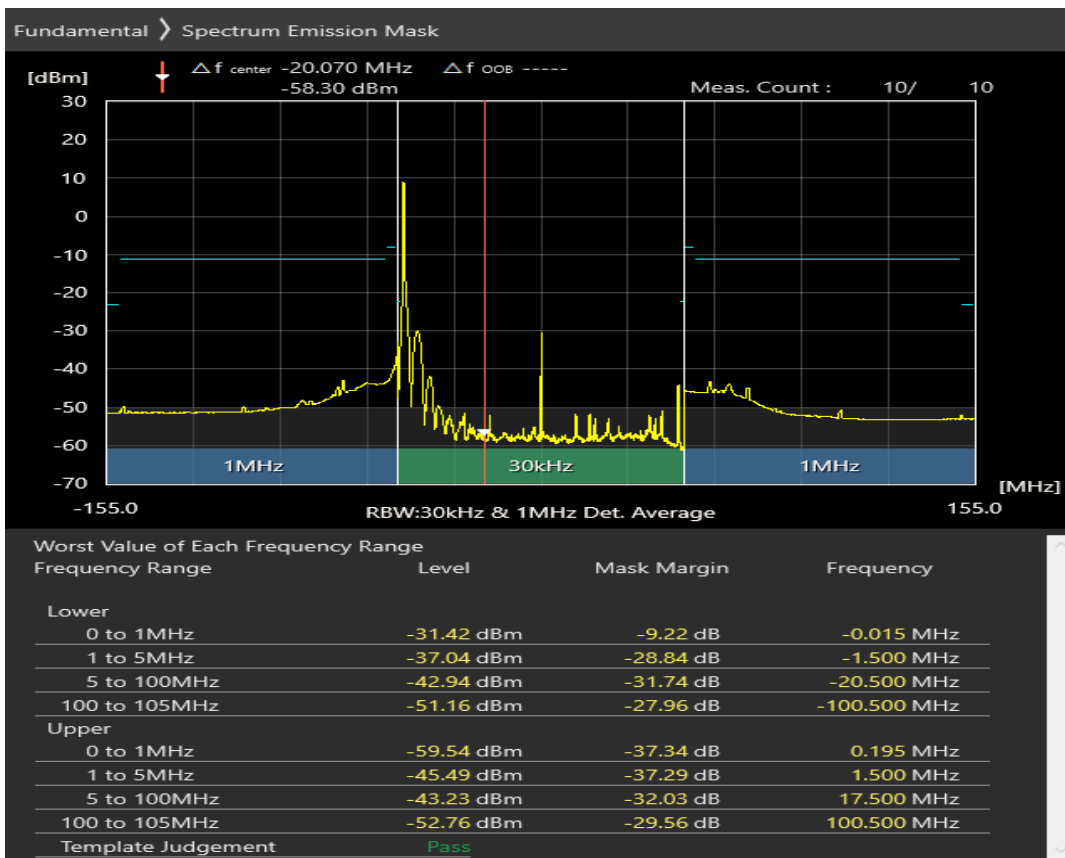 Fundamental 〉 Spectrum Emission Mask
[dBm]
△f center -20.070 MHz △f OOB -----
-58.30 dBm
Meas. Count : 10/ 10
30
20
10
0
-10
-20
-30
-40
-50
-60
-70
1MHz 30kHz 1MHz
[MHz]
-155.0 RBW:30kHz & 1MHz Det. Average 155.0
Worst Value of Each Frequency Range
Frequency Range Level Mask Margin Frequency
Lower
0 to 1MHz -31.42 dBm -9.22 dB -0.015 MHz
1 to 5MHz -37.04 dBm -28.84 dB -1.500 MHz
5 to 100MHz -42.94 dBm -31.74 dB -20.500 MHz
100 to 105MHz -51.16 dBm -27.96 dB -100.500 MHz
Upper
0 to 1MHz -59.54 dBm -37.34 dB 0.195 MHz
1 to 5MHz -45.49 dBm -37.29 dB 1.500 MHz
5 to 100MHz -43.23 dBm -32.03 dB 17.500 MHz
100 to 105MHz -52.76 dBm -29.56 dB 100.500 MHz
Template Judgement Pass